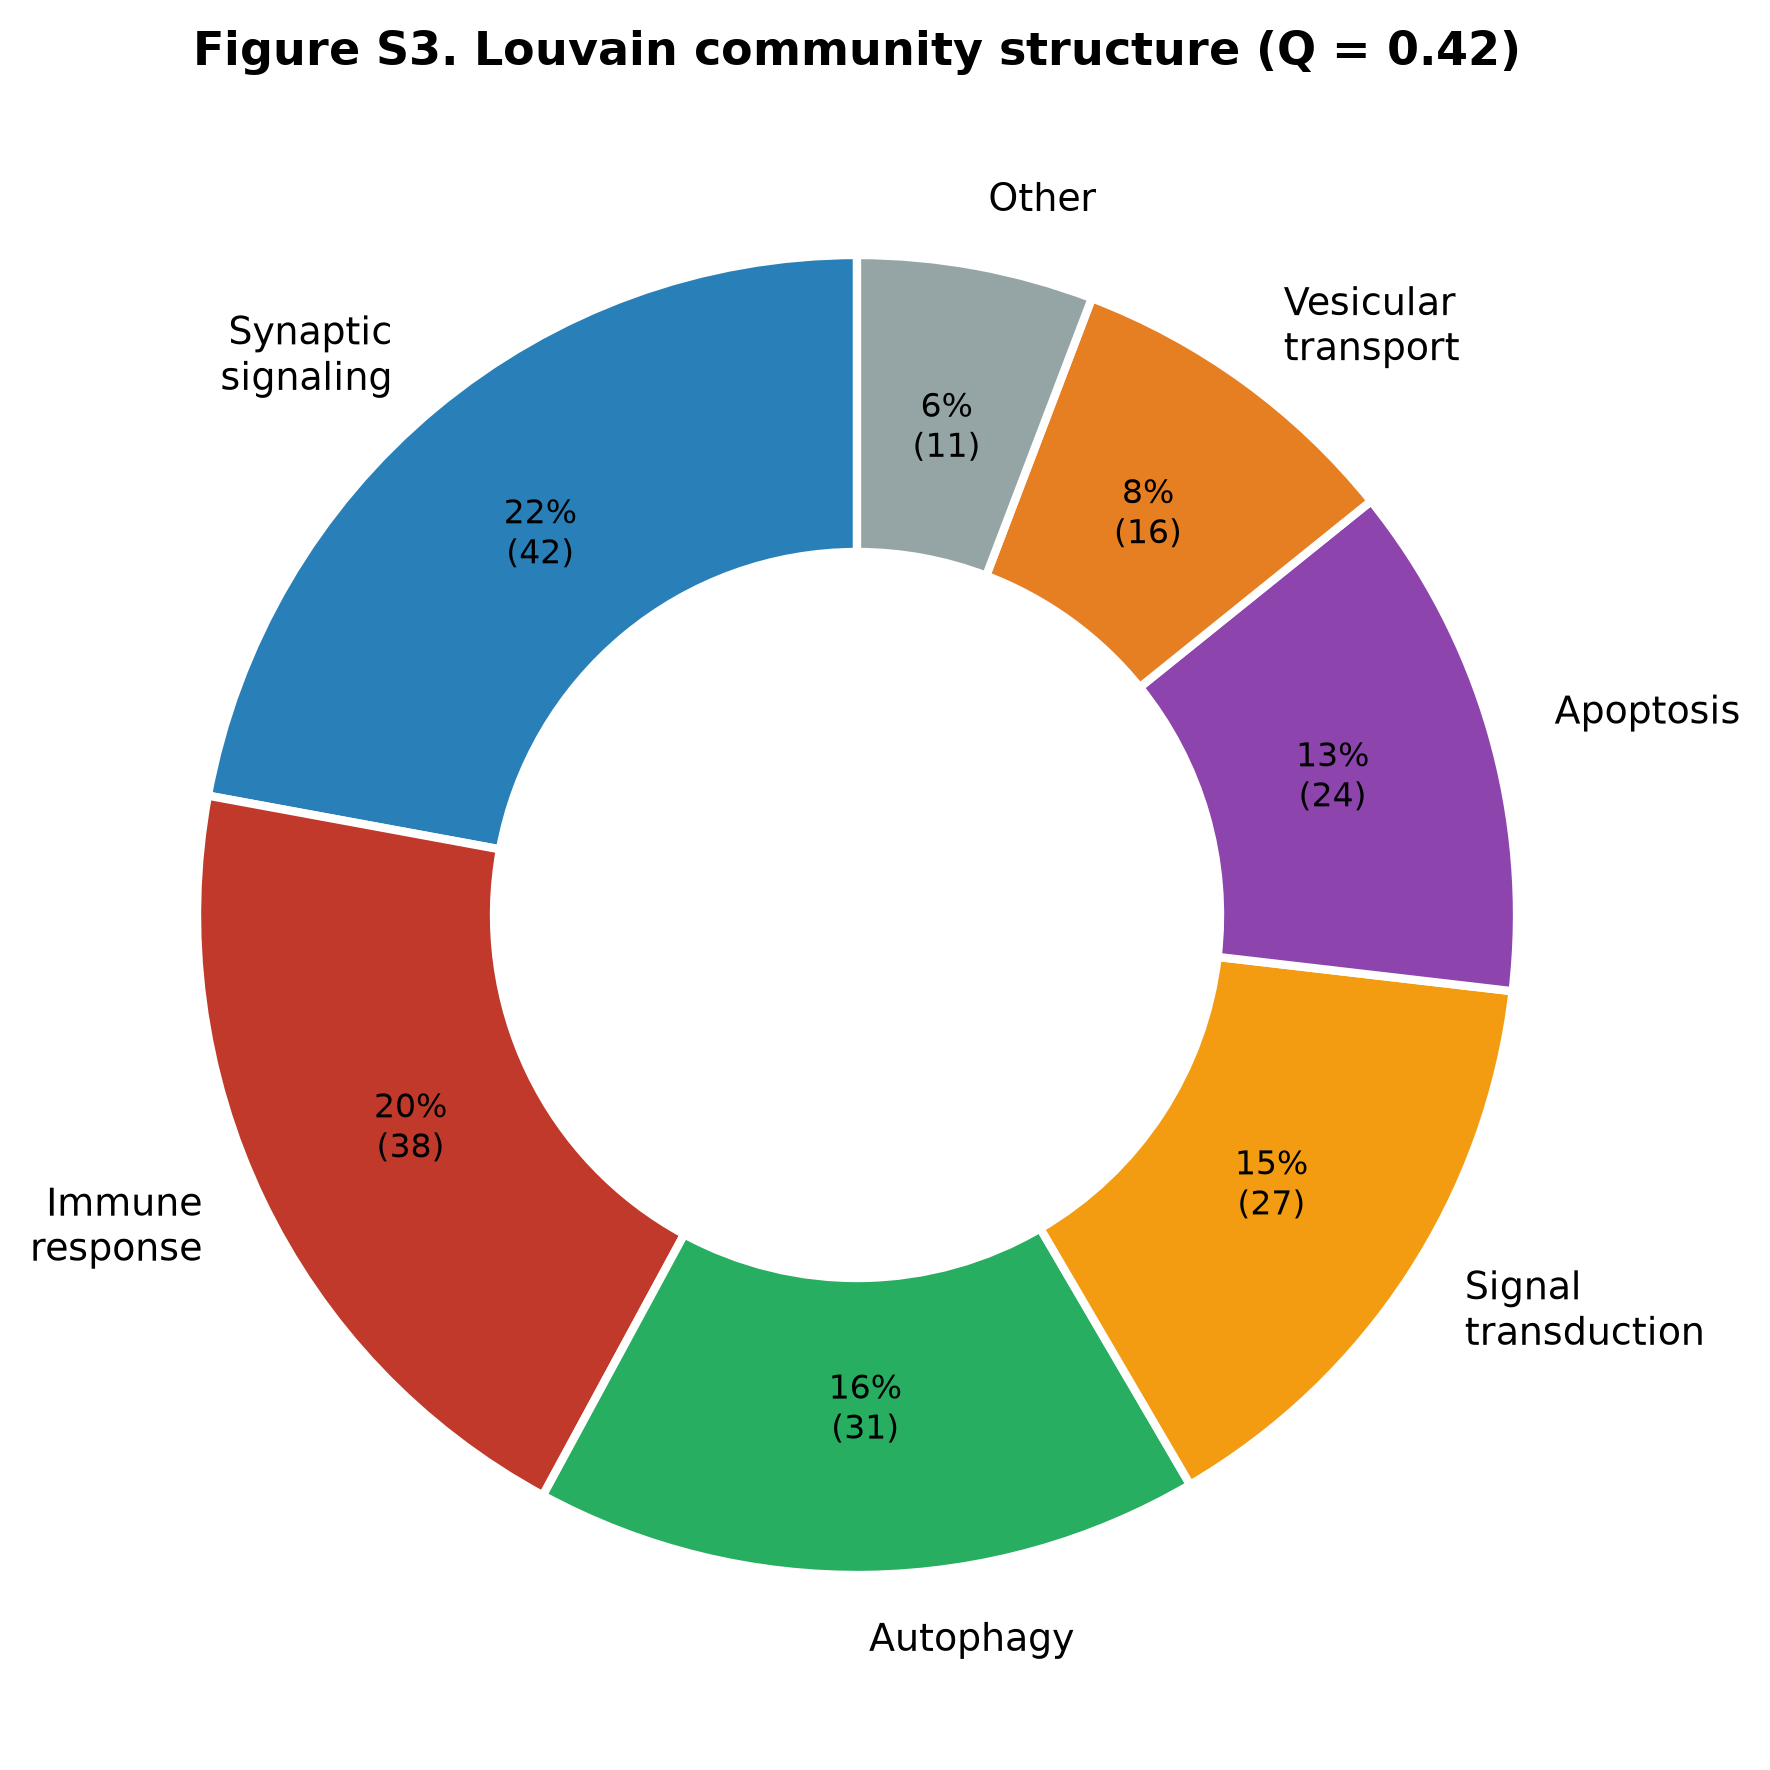 Figure S3. Louvain community structure (Q = 0.42)
Other
Vesicular
transport
Synaptic
signaling
6%
(11)
8%
(16)
22%
(42)
Apoptosis
13%
(24)
20%
(38)
15%
(27)
Immune
response
Signal
transduction
16%
(31)
Autophagy